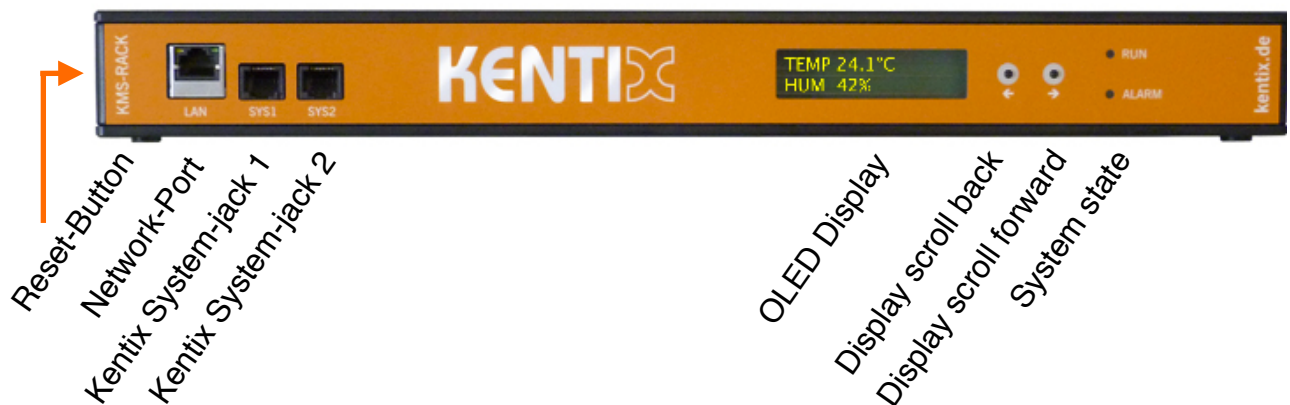 KMS-RACK
LAN
SYS1
SYS2
KENTIX
TEMP 24.1°C
HUM 42%
← →
RUN
ALARM
kentix.de
Reset-Button
Network-Port
Kentix System-jack 1
Kentix System-jack 2
OLED Display
Display scroll back
Display scroll forward
System state